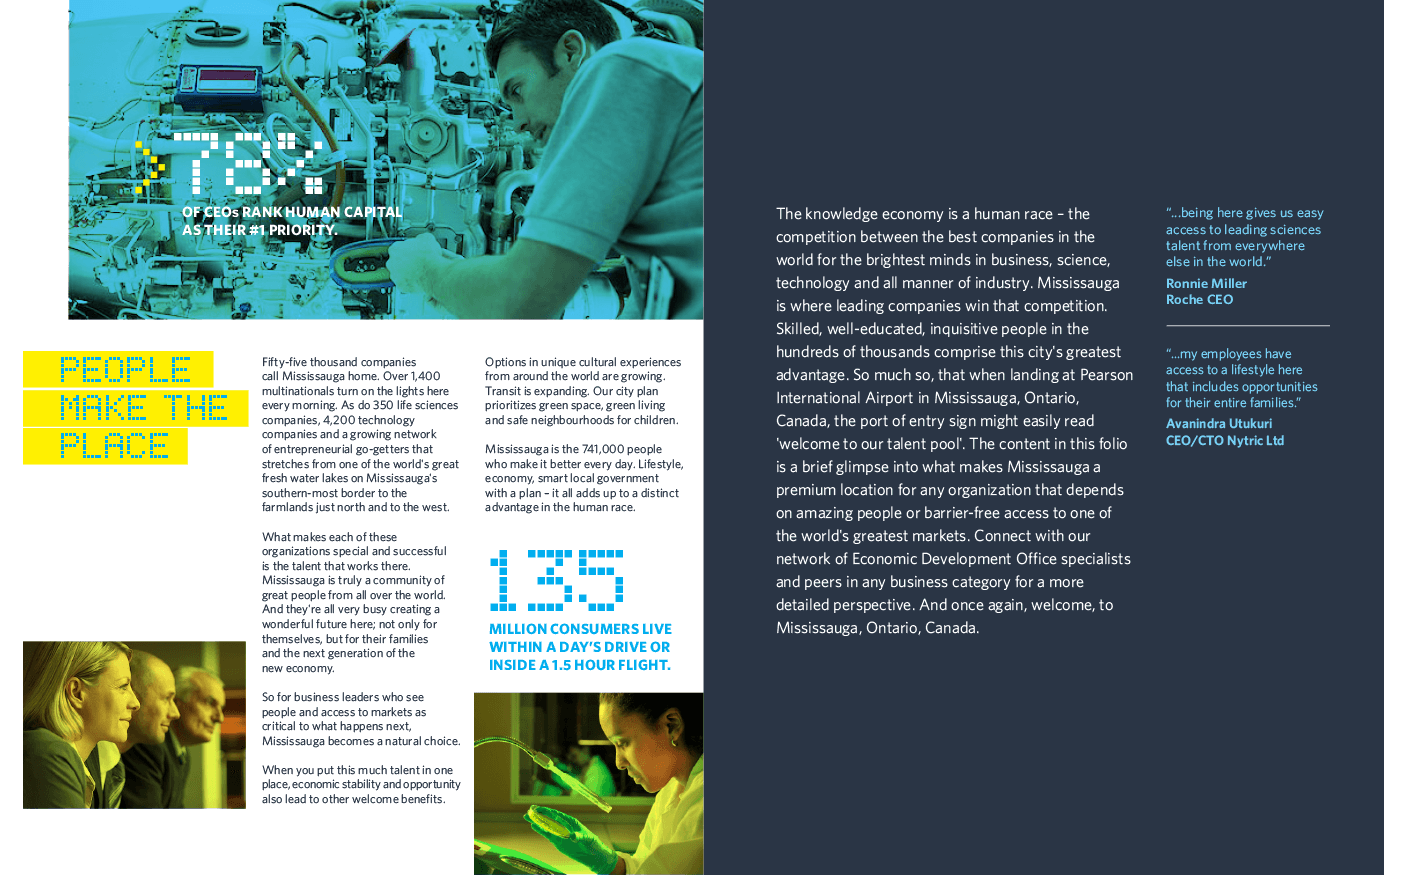 78%
OF CEOs RANK HUMAN CAPITAL
AS THEIR #1 PRIORITY.
PEOPLE
MAKE THE
PLACE
Fifty-five thousand companies
call Mississauga home. Over 1,400
multinationals turn on the lights here
every morning. As do 350 life sciences
companies, 4,200 technology
companies and a growing network
of entrepreneurial go-getters that
stretches from one of the world's great
fresh water lakes on Mississauga's
southern-most border to the
farmlands just north and to the west.
What makes each of these
organizations special and successful
is the talent that works there.
Mississauga is truly a community of
great people from all over the world.
And they're all very busy creating a
wonderful future here; not only for
themselves, but for their families
and the next generation of the
new economy.
So for business leaders who see
people and access to markets as
critical to what happens next,
Mississauga becomes a natural choice.
When you put this much talent in one
place, economic stability and opportunity
also lead to other welcome benefits.
Options in unique cultural experiences
from around the world are growing.
Transit is expanding. Our city plan
prioritizes green space, green living
and safe neighbourhoods for children.
Mississauga is the 741,000 people
who make it better every day. Lifestyle,
economy, smart local government
with a plan – it all adds up to a distinct
advantage in the human race.
135
MILLION CONSUMERS LIVE
WITHIN A DAY'S DRIVE OR
INSIDE A 1.5 HOUR FLIGHT.
The knowledge economy is a human race – the
competition between the best companies in the
world for the brightest minds in business, science,
technology and all manner of industry. Mississauga
is where leading companies win that competition.
Skilled, well-educated, inquisitive people in the
hundreds of thousands comprise this city's greatest
advantage. So much so, that when landing at Pearson
International Airport in Mississauga, Ontario,
Canada, the port of entry sign might easily read
'welcome to our talent pool'. The content in this folio
is a brief glimpse into what makes Mississauga a
premium location for any organization that depends
on amazing people or barrier-free access to one of
the world's greatest markets. Connect with our
network of Economic Development Office specialists
and peers in any business category for a more
detailed perspective. And once again, welcome, to
Mississauga, Ontario, Canada.
“...being here gives us easy
access to leading sciences
talent from everywhere
else in the world.”
Ronnie Miller
Roche CEO
“...my employees have
access to a lifestyle here
that includes opportunities
for their entire families.”
Avanindra Utukuri
CEO/CTO Nytric Ltd